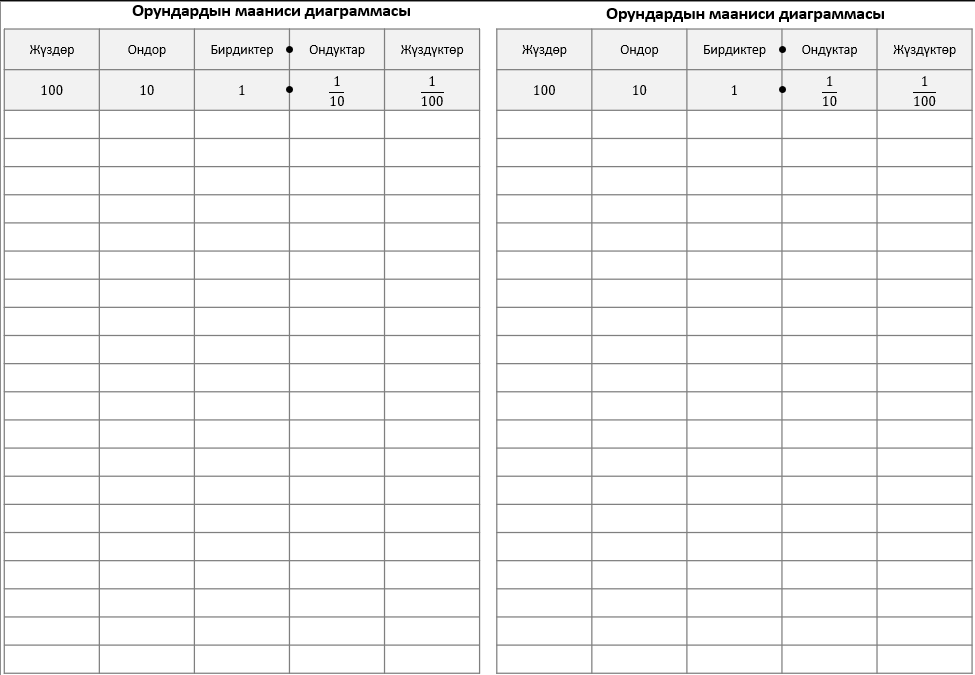 Орундардын мааниси диаграммасы
Жүздөр Ондор Бирдиктер • Ондуктар Жүздүктөр
100 10 1 • 1/10 1/100
Орундардын мааниси диаграммасы
Жүздөр Ондор Бирдиктер • Ондуктар Жүздүктөр
100 10 1 • 1/10 1/100